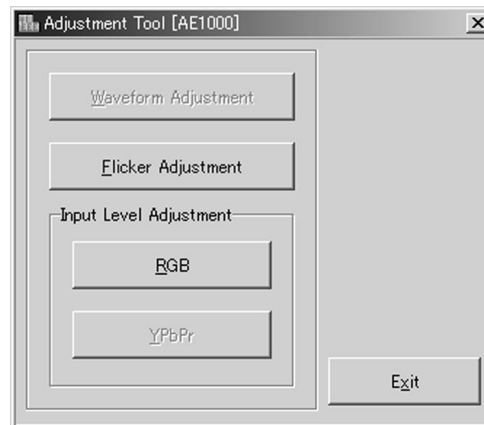 Adjustment Tool [AE1000]
Waveform Adjustment
Flicker Adjustment
Input Level Adjustment
RGB
YPbPr
Exit